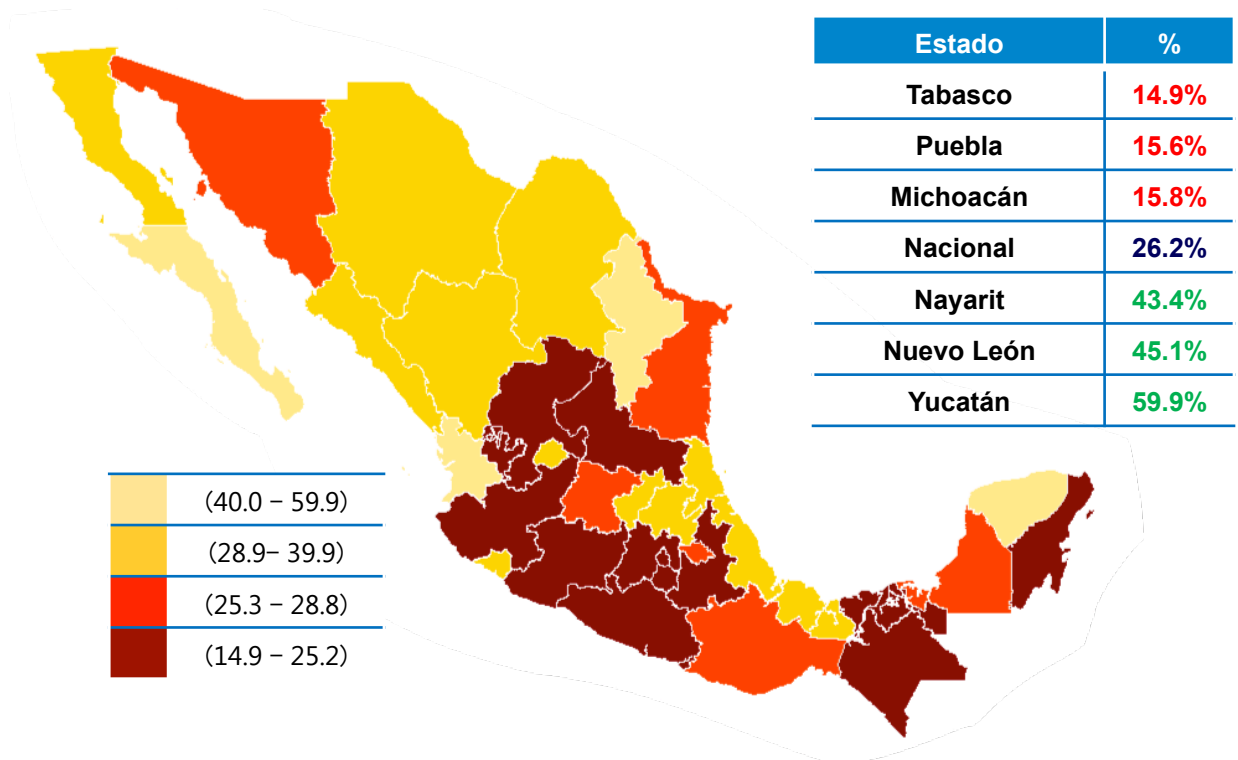 Estado %
Tabasco 14.9%
Puebla 15.6%
Michoacán 15.8%
Nacional 26.2%
Nayarit 43.4%
Nuevo León 45.1%
Yucatán 59.9%
(40.0 – 59.9)
(28.9– 39.9)
(25.3 – 28.8)
(14.9 – 25.2)